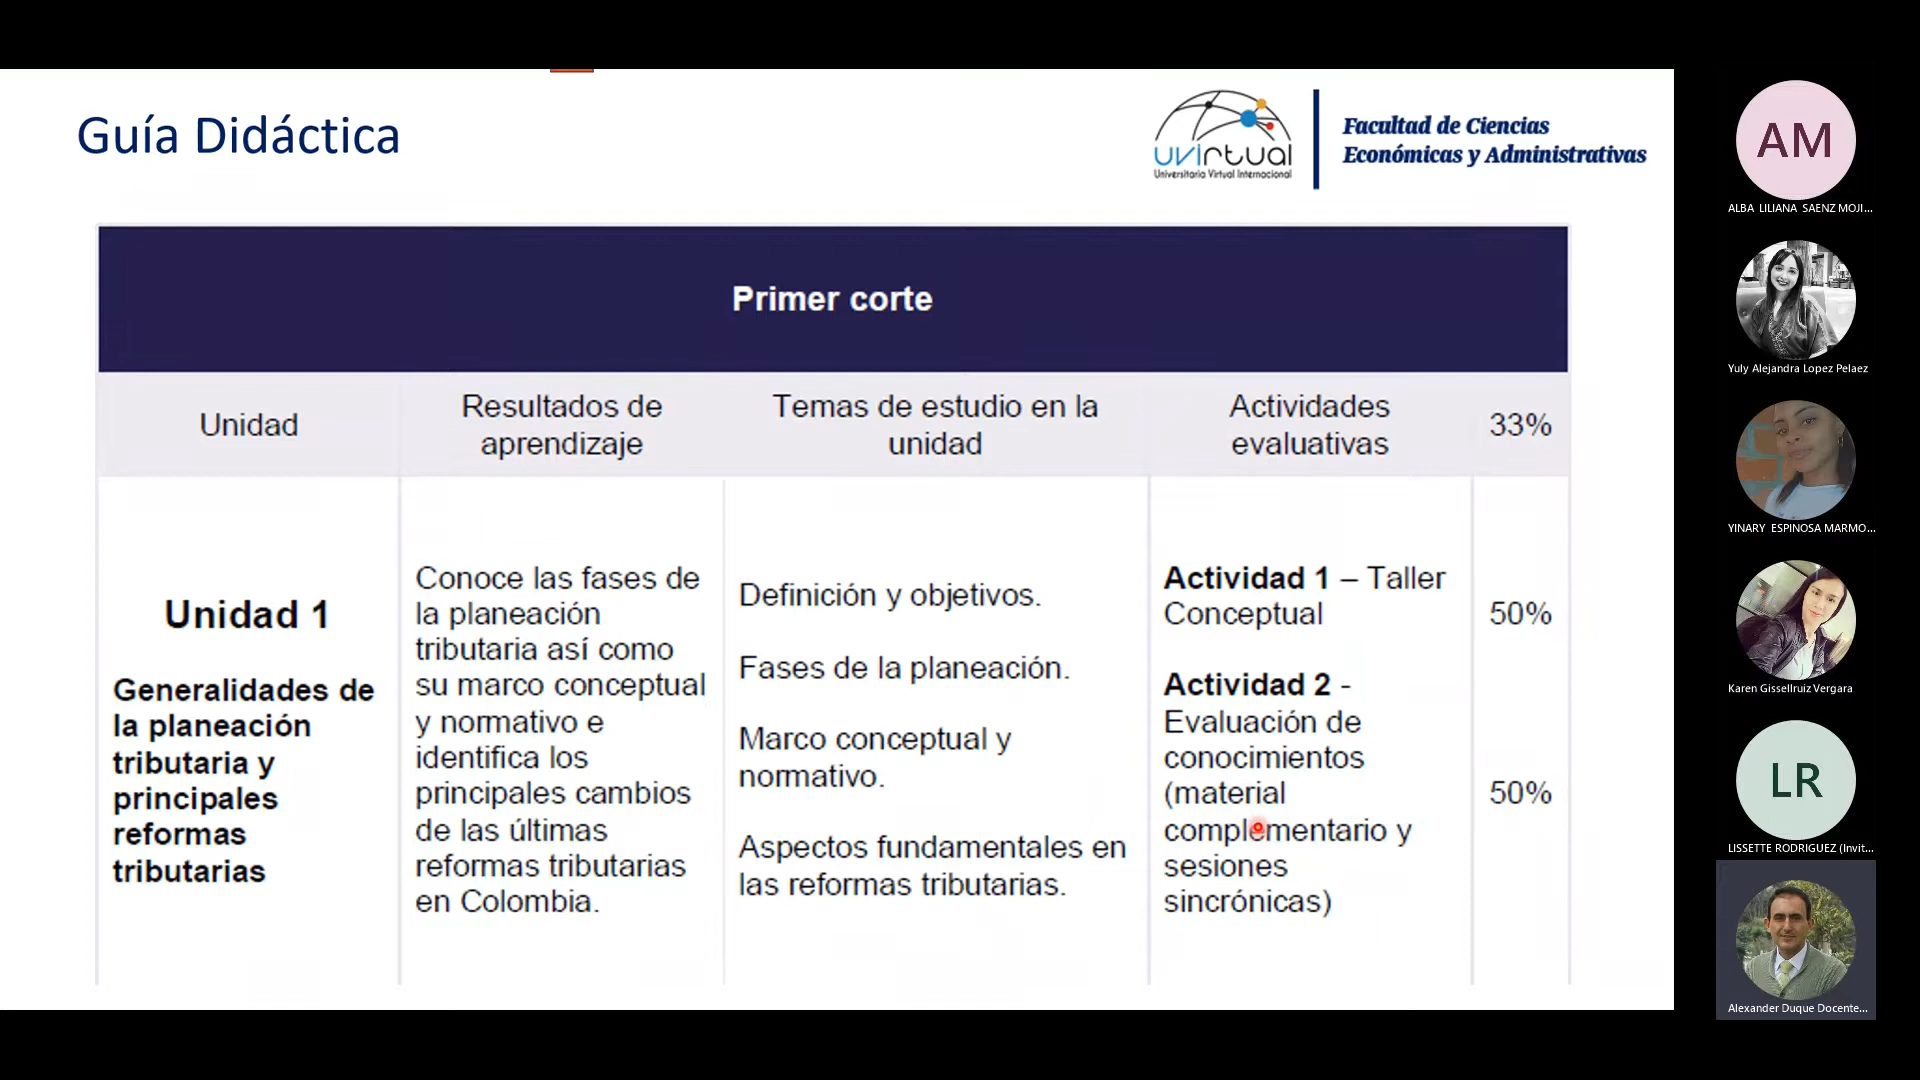 Guía Didáctica
uvirtual
Universitaria Virtual Internacional
Facultad de Ciencias
Económicas y Administrativas
Primer corte
Unidad
Resultados de
aprendizaje
Temas de estudio en la
unidad
Actividades
evaluativas
33%
Unidad 1
Generalidades de
la planeación
tributaria y
principales
reformas
tributarias
Conoce las fases de
la planeación
tributaria así como
su marco conceptual
y normativo e
identifica los
principales cambios
de las últimas
reformas tributarias
en Colombia.
Definición y objetivos.
Fases de la planeación.
Marco conceptual y
normativo.
Aspectos fundamentales en
las reformas tributarias.
Actividad 1 – Taller
Conceptual
50%
Actividad 2 -
Evaluación de
conocimientos
(material
complementario y
sesiones
sincrónicas)
50%
AM
ALBA LILIANA SAENZ MOJI...
Yuly Alejandra Lopez Pelaez
YINARY ESPINOSA MARMO...
Karen Gissellruiz Vergara
LR
LISSETTE RODRIGUEZ (Invit...
Alexander Duque Docente...